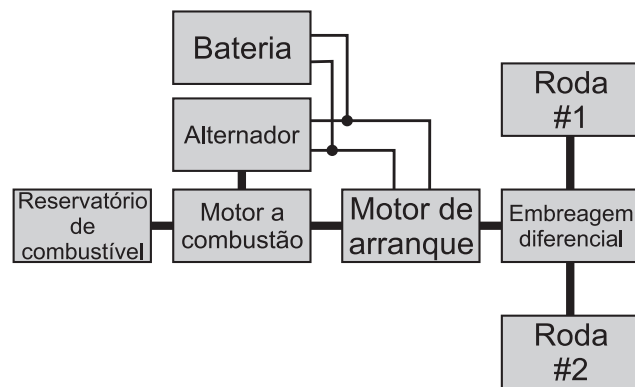 Bateria
Alternador
Reservatório
de
combustível
Motor a
combustão
Motor de
arranque
Embreagem
diferencial
Roda
#1
Roda
#2